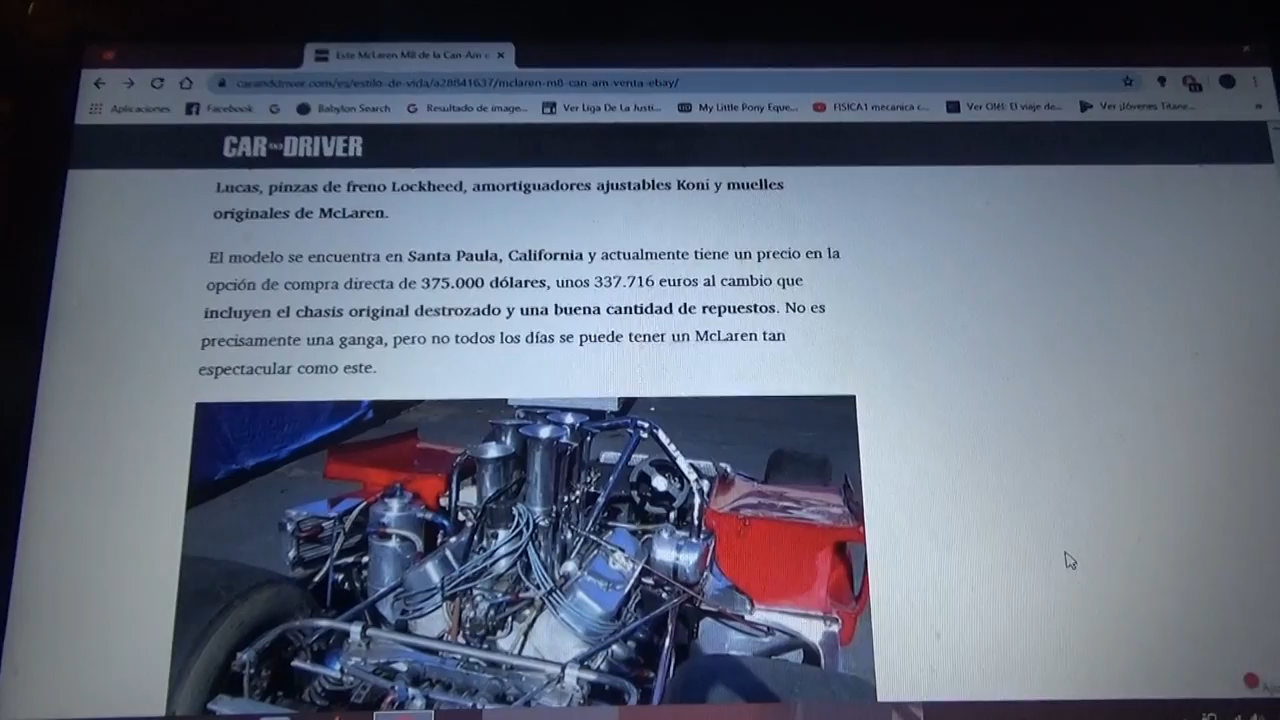 Este McLaren M8 de la Can-Am
caranddriver.com/es/estilo-de-vida/a28841637/mclaren-m8-can-am-venta-ebay/
Aplicaciones Facebook Babylon Search Resultado de image... Ver Liga De La Justi... My Little Pony Eque... FISICA1 mecanica c... Ver Olé!: El viaje de... Ver ¡Jóvenes Titane... »
CAR AND DRIVER
Lucas, pinzas de freno Lockheed, amortiguadores ajustables Koni y muelles
originales de McLaren.
El modelo se encuentra en Santa Paula, California y actualmente tiene un precio en la
opción de compra directa de 375.000 dólares, unos 337.716 euros al cambio que
incluyen el chasis original destrozado y una buena cantidad de repuestos. No es
precisamente una ganga, pero no todos los días se puede tener un McLaren tan
espectacular como este.